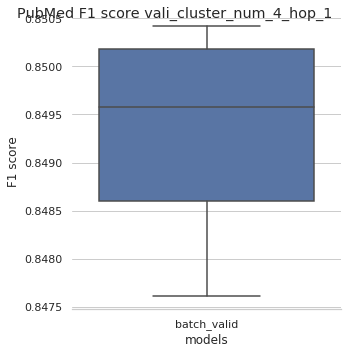 PubMed F1 score vali_cluster_num_4_hop_1
0.8505
0.8500
0.8495
0.8490
0.8485
0.8480
0.8475
F1 score
batch_valid
models